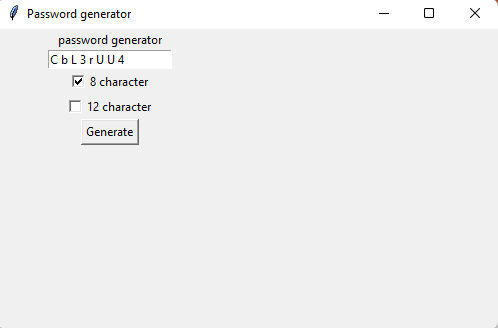 Password generator
password generator
C b L 3 r U U 4
8 character
12 character
Generate